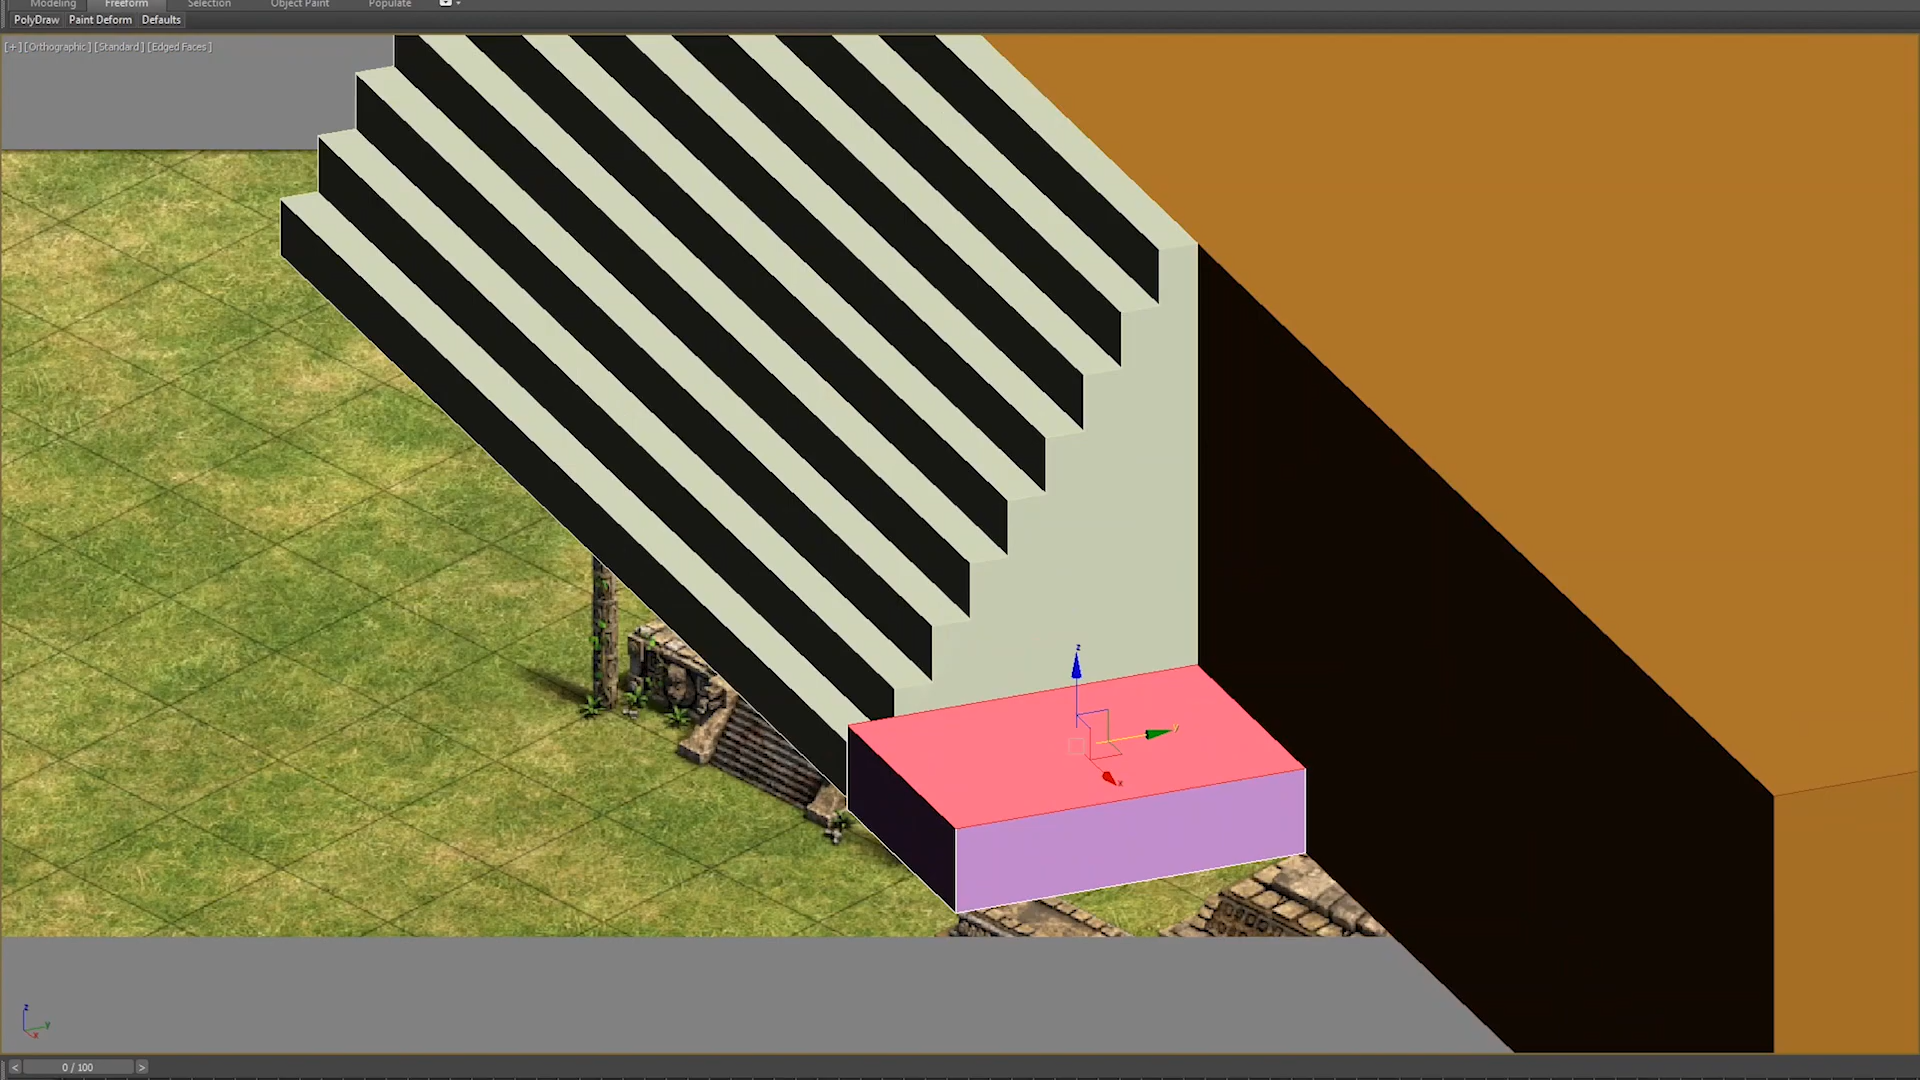 Modeling Freeform Selection Object Paint Populate
PolyDraw Paint Deform Defaults
[+] [Orthographic] [Standard] [Edged Faces]
z
y
x
z
y
x
< 0 / 100 >